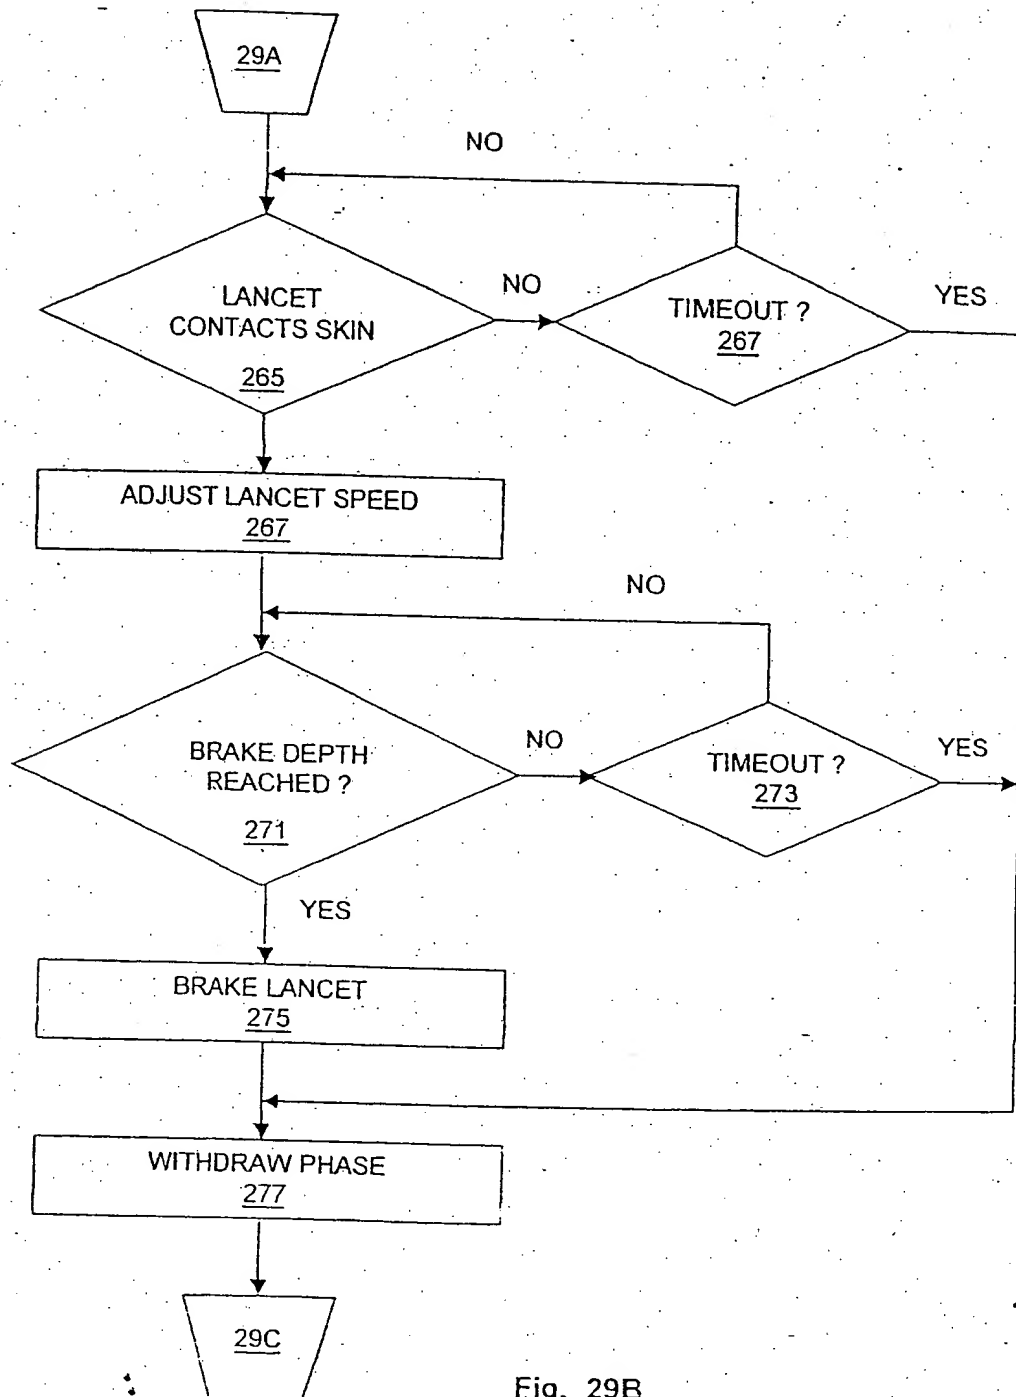 29A
NO
LANCET
CONTACTS SKIN
265
NO
TIMEOUT ?
267
YES
ADJUST LANCET SPEED
267
NO
BRAKE DEPTH
REACHED ?
271
NO
TIMEOUT ?
273
YES
YES
BRAKE LANCET
275
WITHDRAW PHASE
277
29C
Fig. 29B